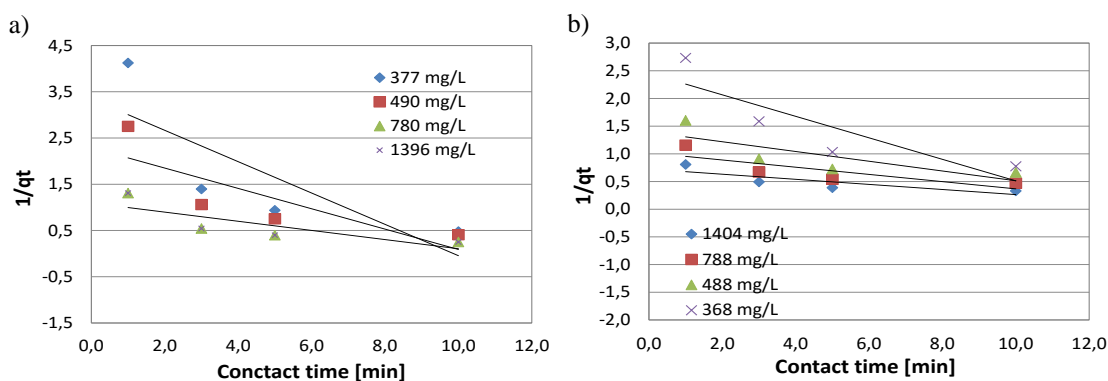 a)
4,5
3,5
2,5
1,5
0,5
-0,5
-1,5
1/qt
0,0 2,0 4,0 6,0 8,0 10,0 12,0
Conctact time [min]
377 mg/L
490 mg/L
780 mg/L
1396 mg/L
b)
3,0
2,5
2,0
1,5
1,0
0,5
0,0
-0,5
-1,0
-1,5
-2,0
1/qt
0,0 2,0 4,0 6,0 8,0 10,0 12,0
Contact time [min]
1404 mg/L
788 mg/L
488 mg/L
368 mg/L